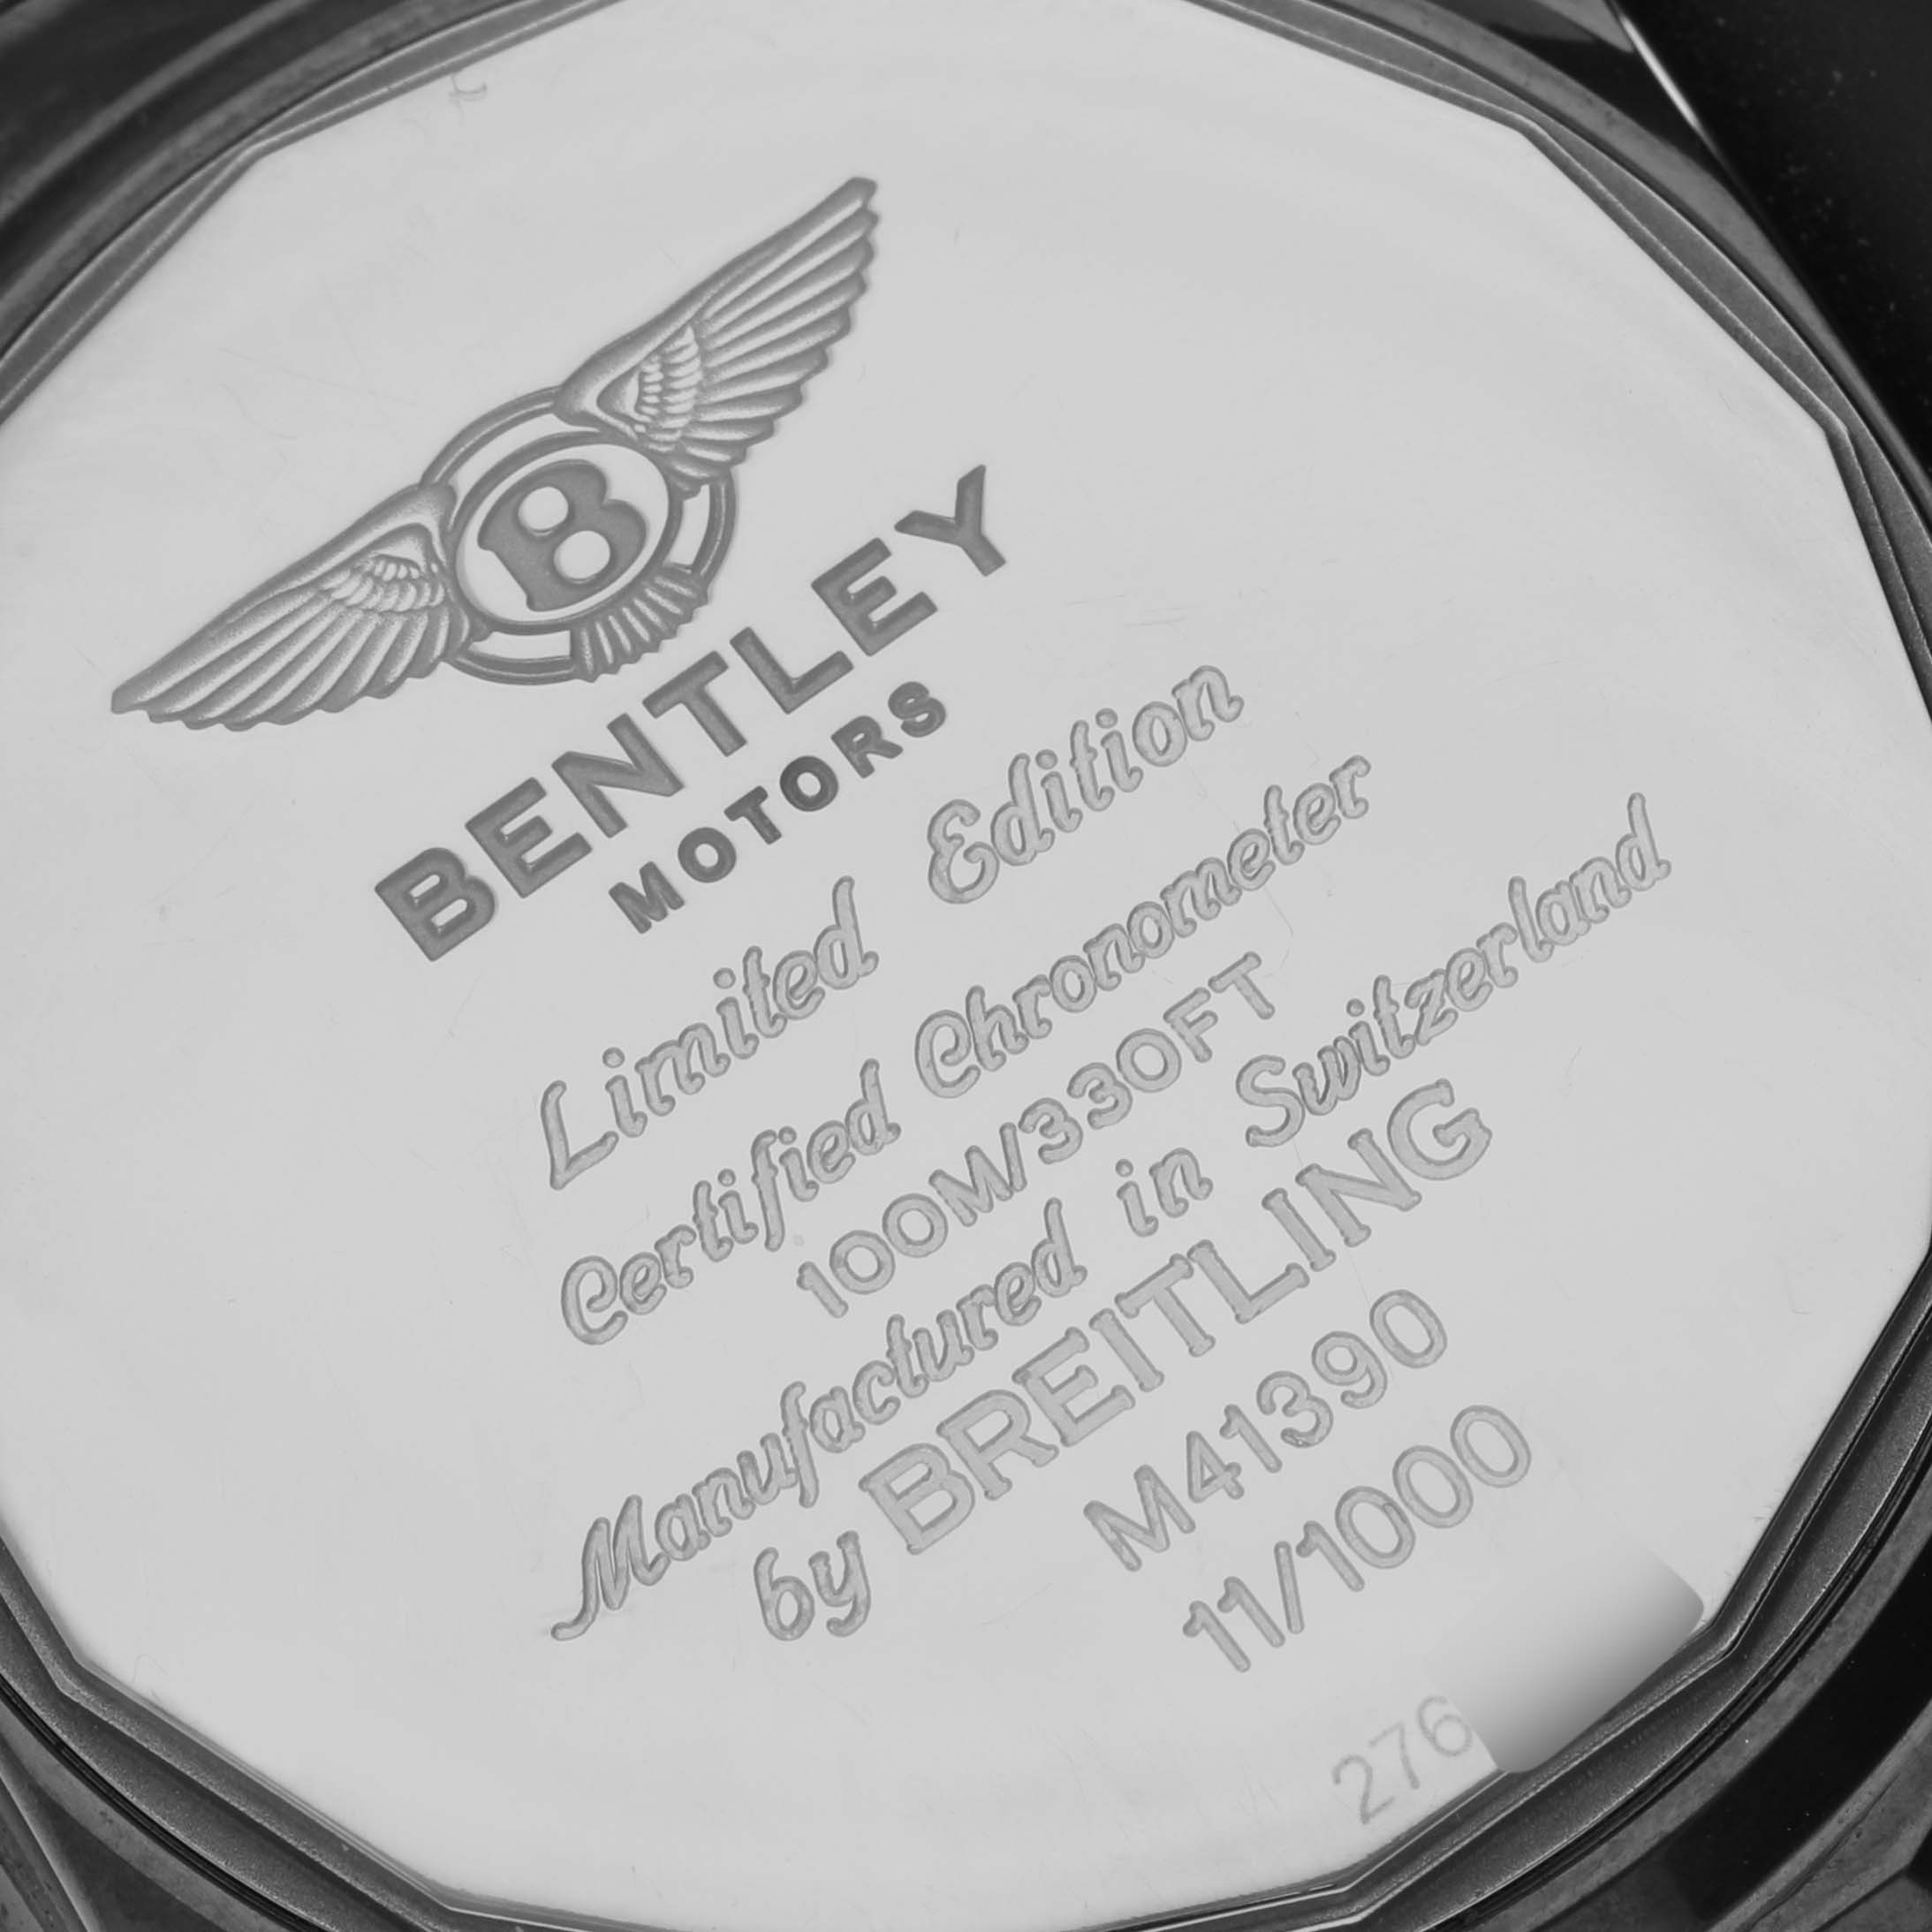 B
BENTLEY
MOTORS
Limited Edition
Certified Chronometer
100M/330FT
Manufactured in Switzerland
by BREITLING
M41390
11/1000
276